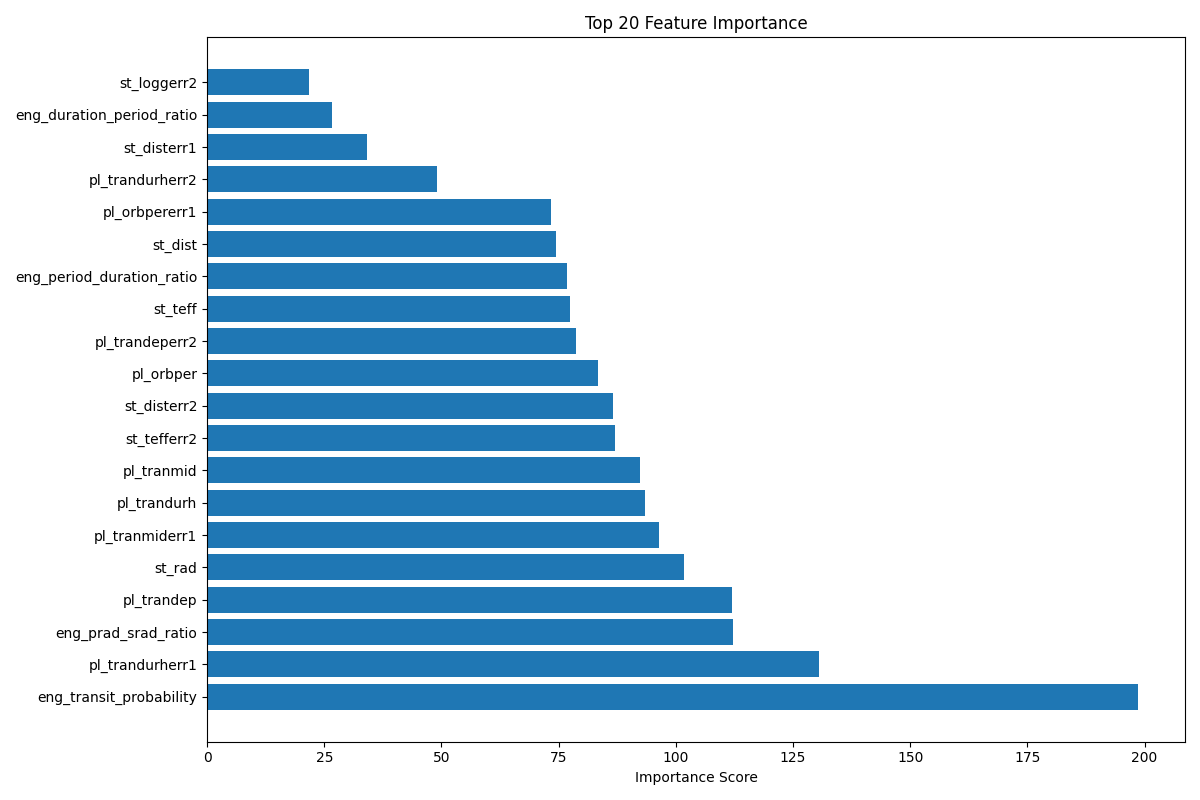 Top 20 Feature Importance
st_loggerr2
eng_duration_period_ratio
st_disterr1
pl_trandurherr2
pl_orbpererr1
st_dist
eng_period_duration_ratio
st_teff
pl_trandeperr2
pl_orbper
st_disterr2
st_tefferr2
pl_tranmid
pl_trandurh
pl_tranmiderr1
st_rad
pl_trandep
eng_prad_srad_ratio
pl_trandurherr1
eng_transit_probability
0 25 50 75 100 125 150 175 200
Importance Score